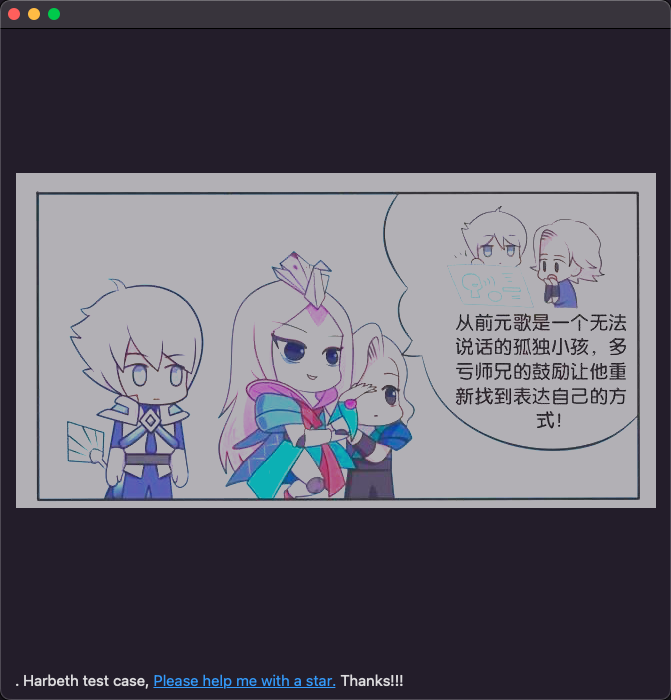 从前元歌是一个无法
说话的孤独小孩，多
亏师兄的鼓励让他重
新找到表达自己的方
式！
. Harbeth test case, Please help me with a star. Thanks!!!